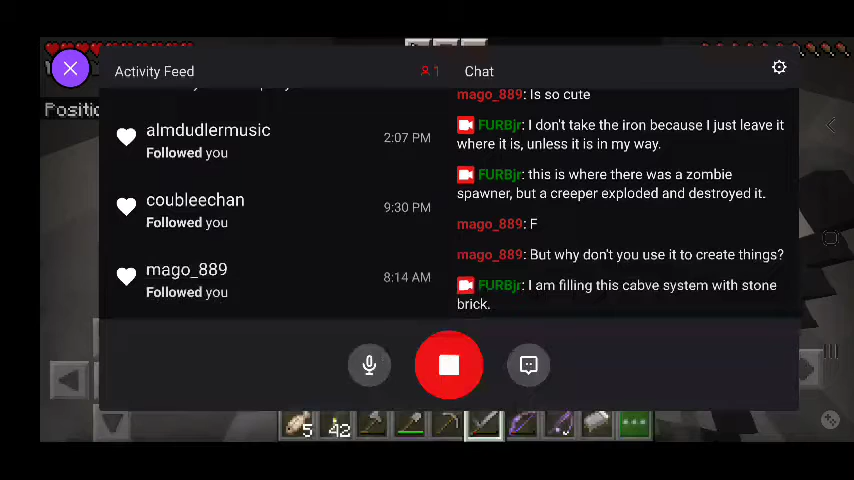 Activity Feed
1
Chat
Positio
almdudlermusic
Followed you
2:07 PM
coubleechan
Followed you
9:30 PM
mago_889
Followed you
8:14 AM
mago_889: Is so cute
FURBjr: I don't take the iron because I just leave it
where it is, unless it is in my way.
FURBjr: this is where there was a zombie
spawner, but a creeper exploded and destroyed it.
mago_889: F
mago_889: But why don't you use it to create things?
FURBjr: I am filling this cabve system with stone
brick.
5
42